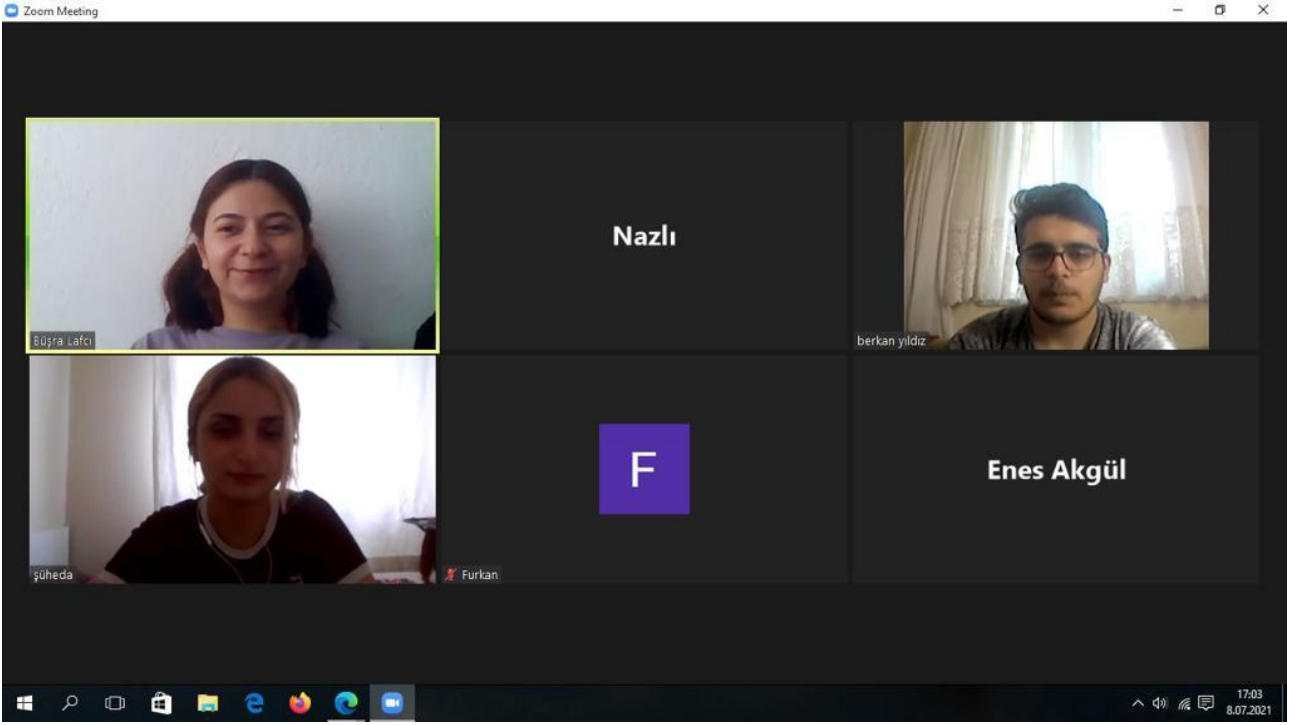 Zoom Meeting
Büşra Lafcı
Nazlı
berkan yıldız
şüheda
F
Furkan
Enes Akgül
17:03
8.07.2021